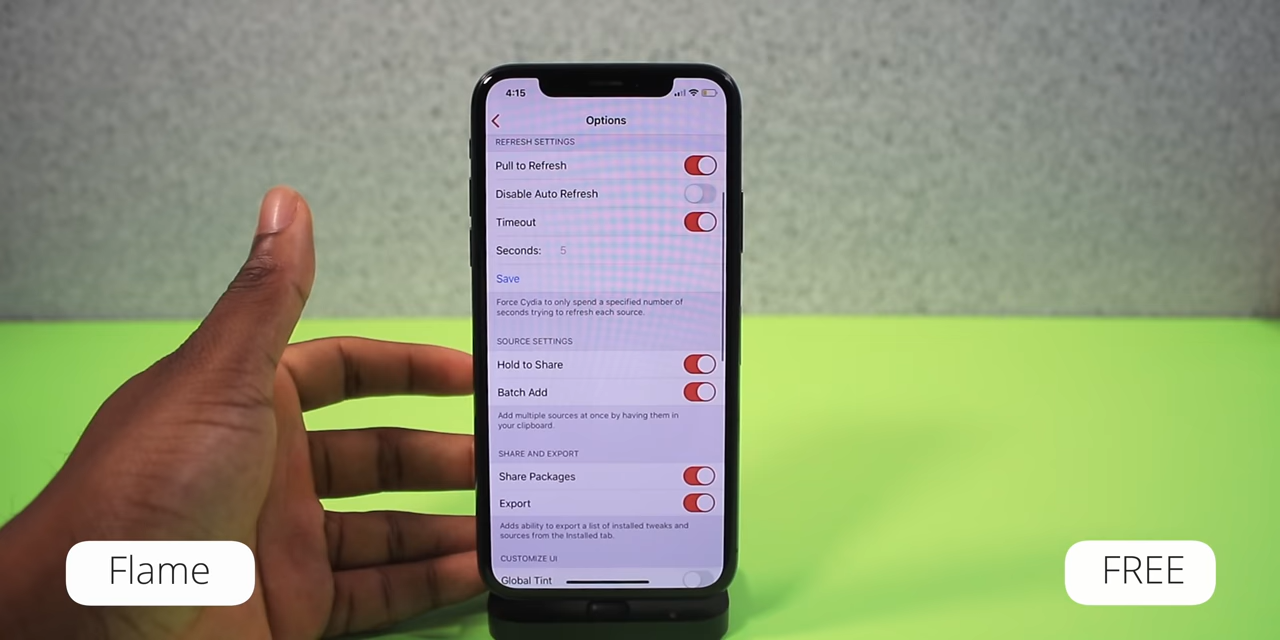 4:15
Options
REFRESH SETTINGS
Pull to Refresh
Disable Auto Refresh
Timeout
Seconds: 5
Save
Force Cydia to only spend a specified number of
seconds trying to refresh each source.
SOURCE SETTINGS
Hold to Share
Batch Add
Add multiple sources at once by having them in
your clipboard.
SHARE AND EXPORT
Share Packages
Export
Adds ability to export a list of installed tweaks and
sources from the Installed tab.
CUSTOMIZE UI
Global Tint
Flame
FREE